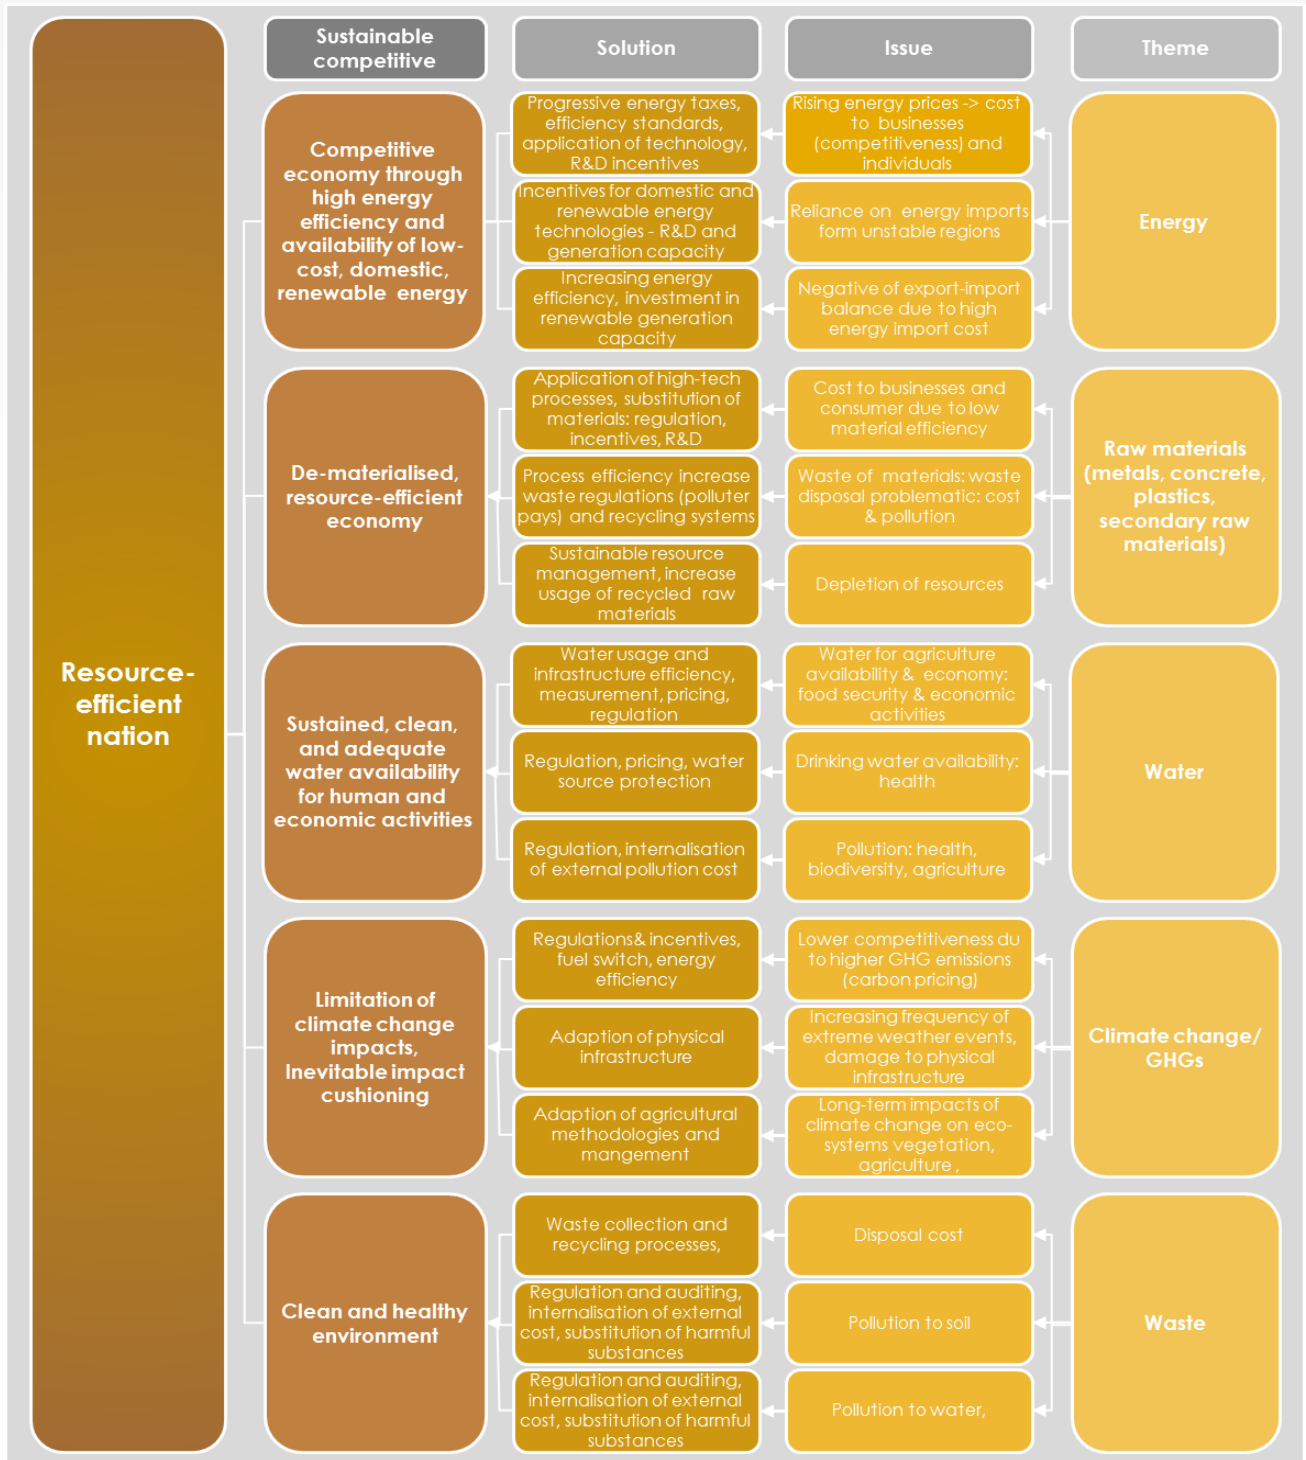 Sustainable
competitive
Solution
Issue
Theme
Resource-
efficient
nation
Competitive
economy through
high energy
efficiency and
availability of low-
cost, domestic,
renewable energy
Progressive energy taxes,
efficiency standards,
application of technology,
R&D incentives
Rising energy prices -> cost
to businesses
(competitiveness) and
individuals
Incentives for domestic and
renewable energy
technologies - R&D and
generation capacity
Reliance on energy imports
form unstable regions
Increasing energy
efficiency, investment in
renewable generation
capacity
Negative of export-import
balance due to high
energy import cost
Energy
De-materialised,
resource-efficient
economy
Application of high-tech
processes, substitution of
materials: regulation,
incentives, R&D
Cost to businesses and
consumer due to low
material efficiency
Process efficiency increase
waste regulations (polluter
pays) and recycling systems
Waste of materials: waste
disposal problematic: cost
& pollution
Sustainable resource
management, increase
usage of recycled raw
materials
Depletion of resources
Raw materials
(metals, concrete,
plastics,
secondary raw
materials)
Sustained, clean,
and adequate
water availability
for human and
economic activities
Water usage and
infrastructure efficiency,
measurement, pricing,
regulation
Water for agriculture
availability & economy:
food security & economic
activities
Regulation, pricing, water
source protection
Drinking water availability:
health
Regulation, internalisation
of external pollution cost
Pollution: health,
biodiversity, agriculture
Water
Limitation of
climate change
impacts,
Inevitable impact
cushioning
Regulations& incentives,
fuel switch, energy
efficiency
Lower competitiveness du
to higher GHG emissions
(carbon pricing)
Adaption of physical
infrastructure
Increasing frequency of
extreme weather events,
damage to physical
infrastructure
Adaption of agricultural
methodologies and
mangement
Long-term impacts of
climate change on eco-
systems vegetation,
agriculture ,
Climate change/
GHGs
Clean and healthy
environment
Waste collection and
recycling processes,
Disposal cost
Regulation and auditing,
internalisation of external
cost, substitution of harmful
substances
Pollution to soil
Regulation and auditing,
internalisation of external
cost, substitution of harmful
substances
Pollution to water,
Waste